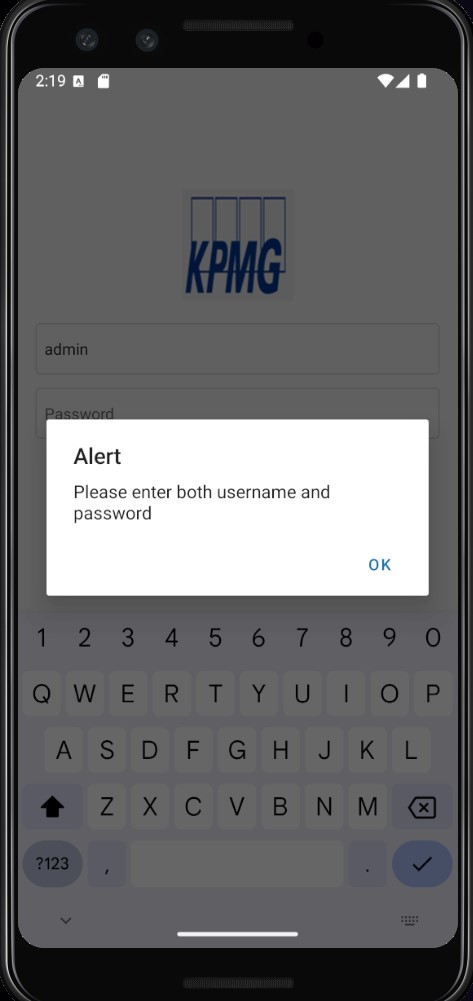 2:19
KPMG
admin
Password
Alert
Please enter both username and
password
OK
1 2 3 4 5 6 7 8 9 0
Q W E R T Y U I O P
A S D F G H J K L
Z X C V B N M
?123 , .